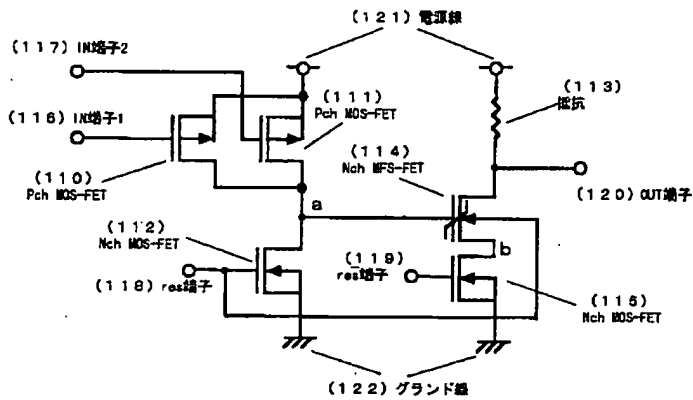 (121) 電源線
(117) IN端子2
(113)
抵抗
(111)
Pch MOS-FET
(116) IN端子1
(114)
Nch MFS-FET
(110)
Pch MOS-FET
(120) OUT端子
a
(112)
Nch MOS-FET
(119)
res端子
b
(118) res端子
(115)
Nch MOS-FET
(122) グランド線